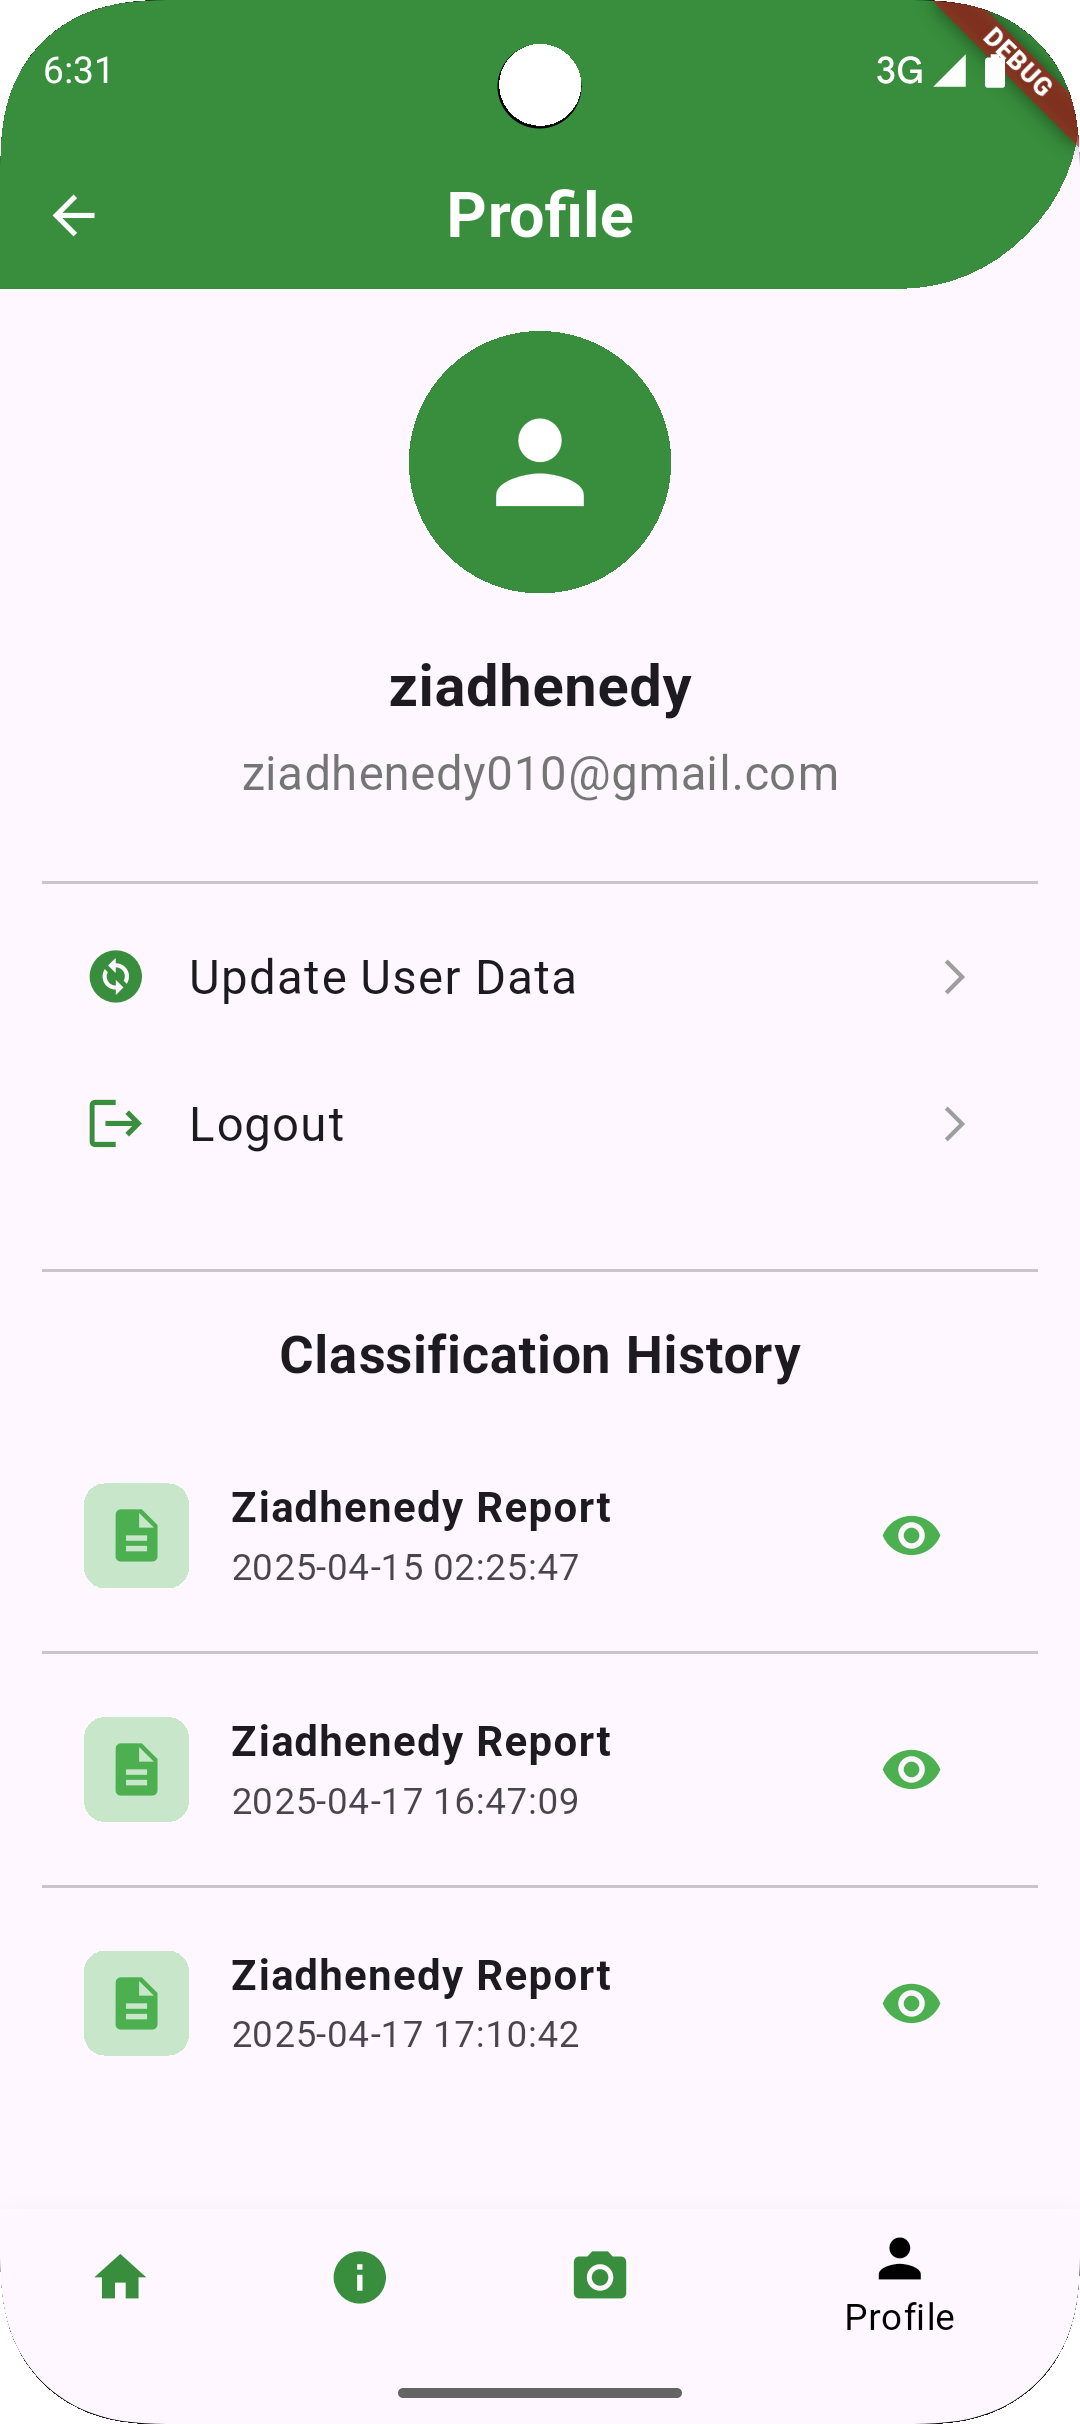 6:31
3G
DEBUG
Profile
ziadhenedy
ziadhenedy010@gmail.com
Update User Data
Logout
Classification History
Ziadhenedy Report
2025-04-15 02:25:47
Ziadhenedy Report
2025-04-17 16:47:09
Ziadhenedy Report
2025-04-17 17:10:42
Profile